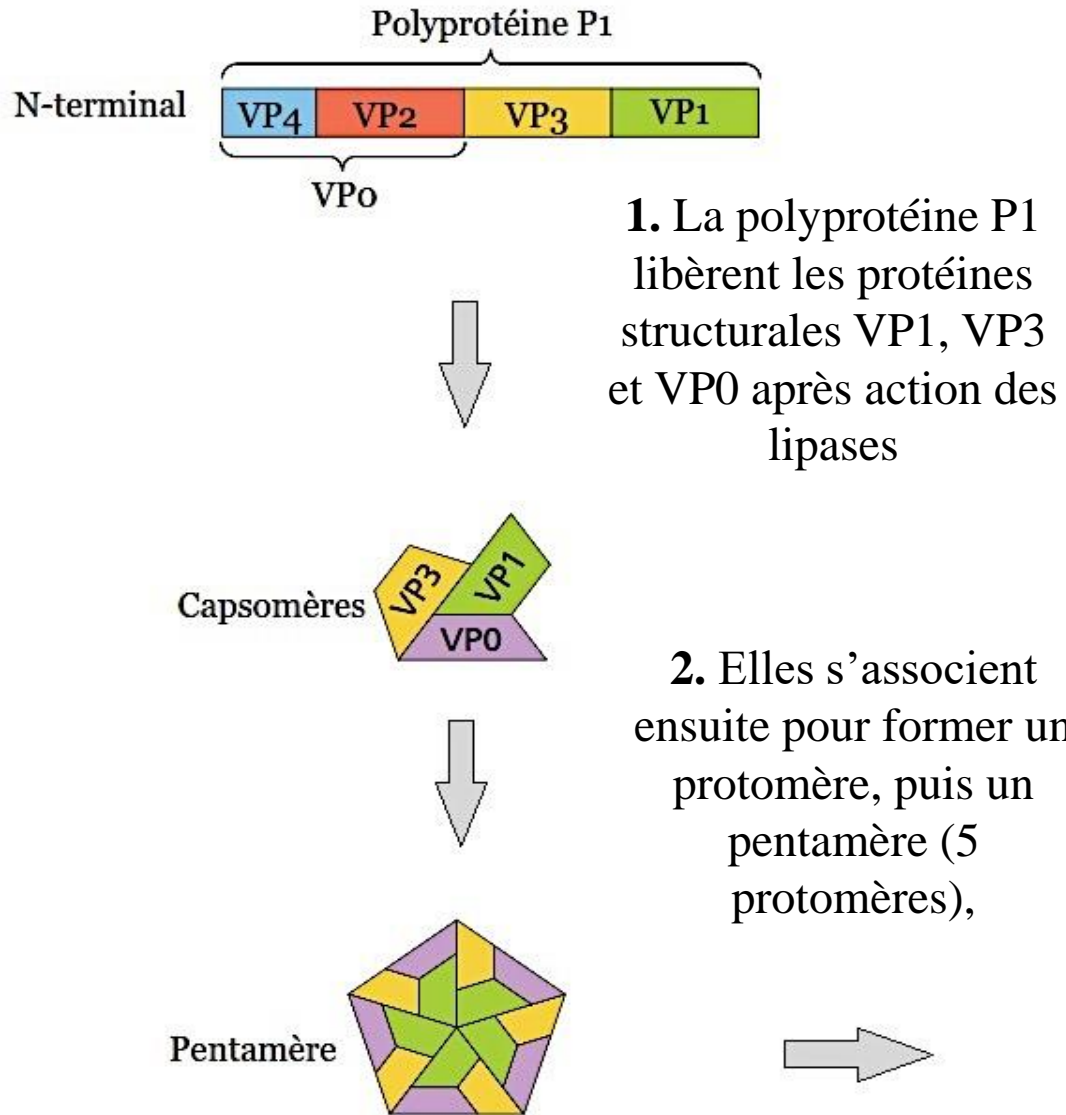 Polyprotéine P1
N-terminal
VP4 VP2 VP3 VP1
VP0
1. La polyprotéine P1
libèrent les protéines
structurales VP1, VP3
et VP0 après action des
lipases
Capsomères
VP3 VP1
VP0
2. Elles s’associent
ensuite pour former un
protomère, puis un
pentamère (5
protomères),
Pentamère